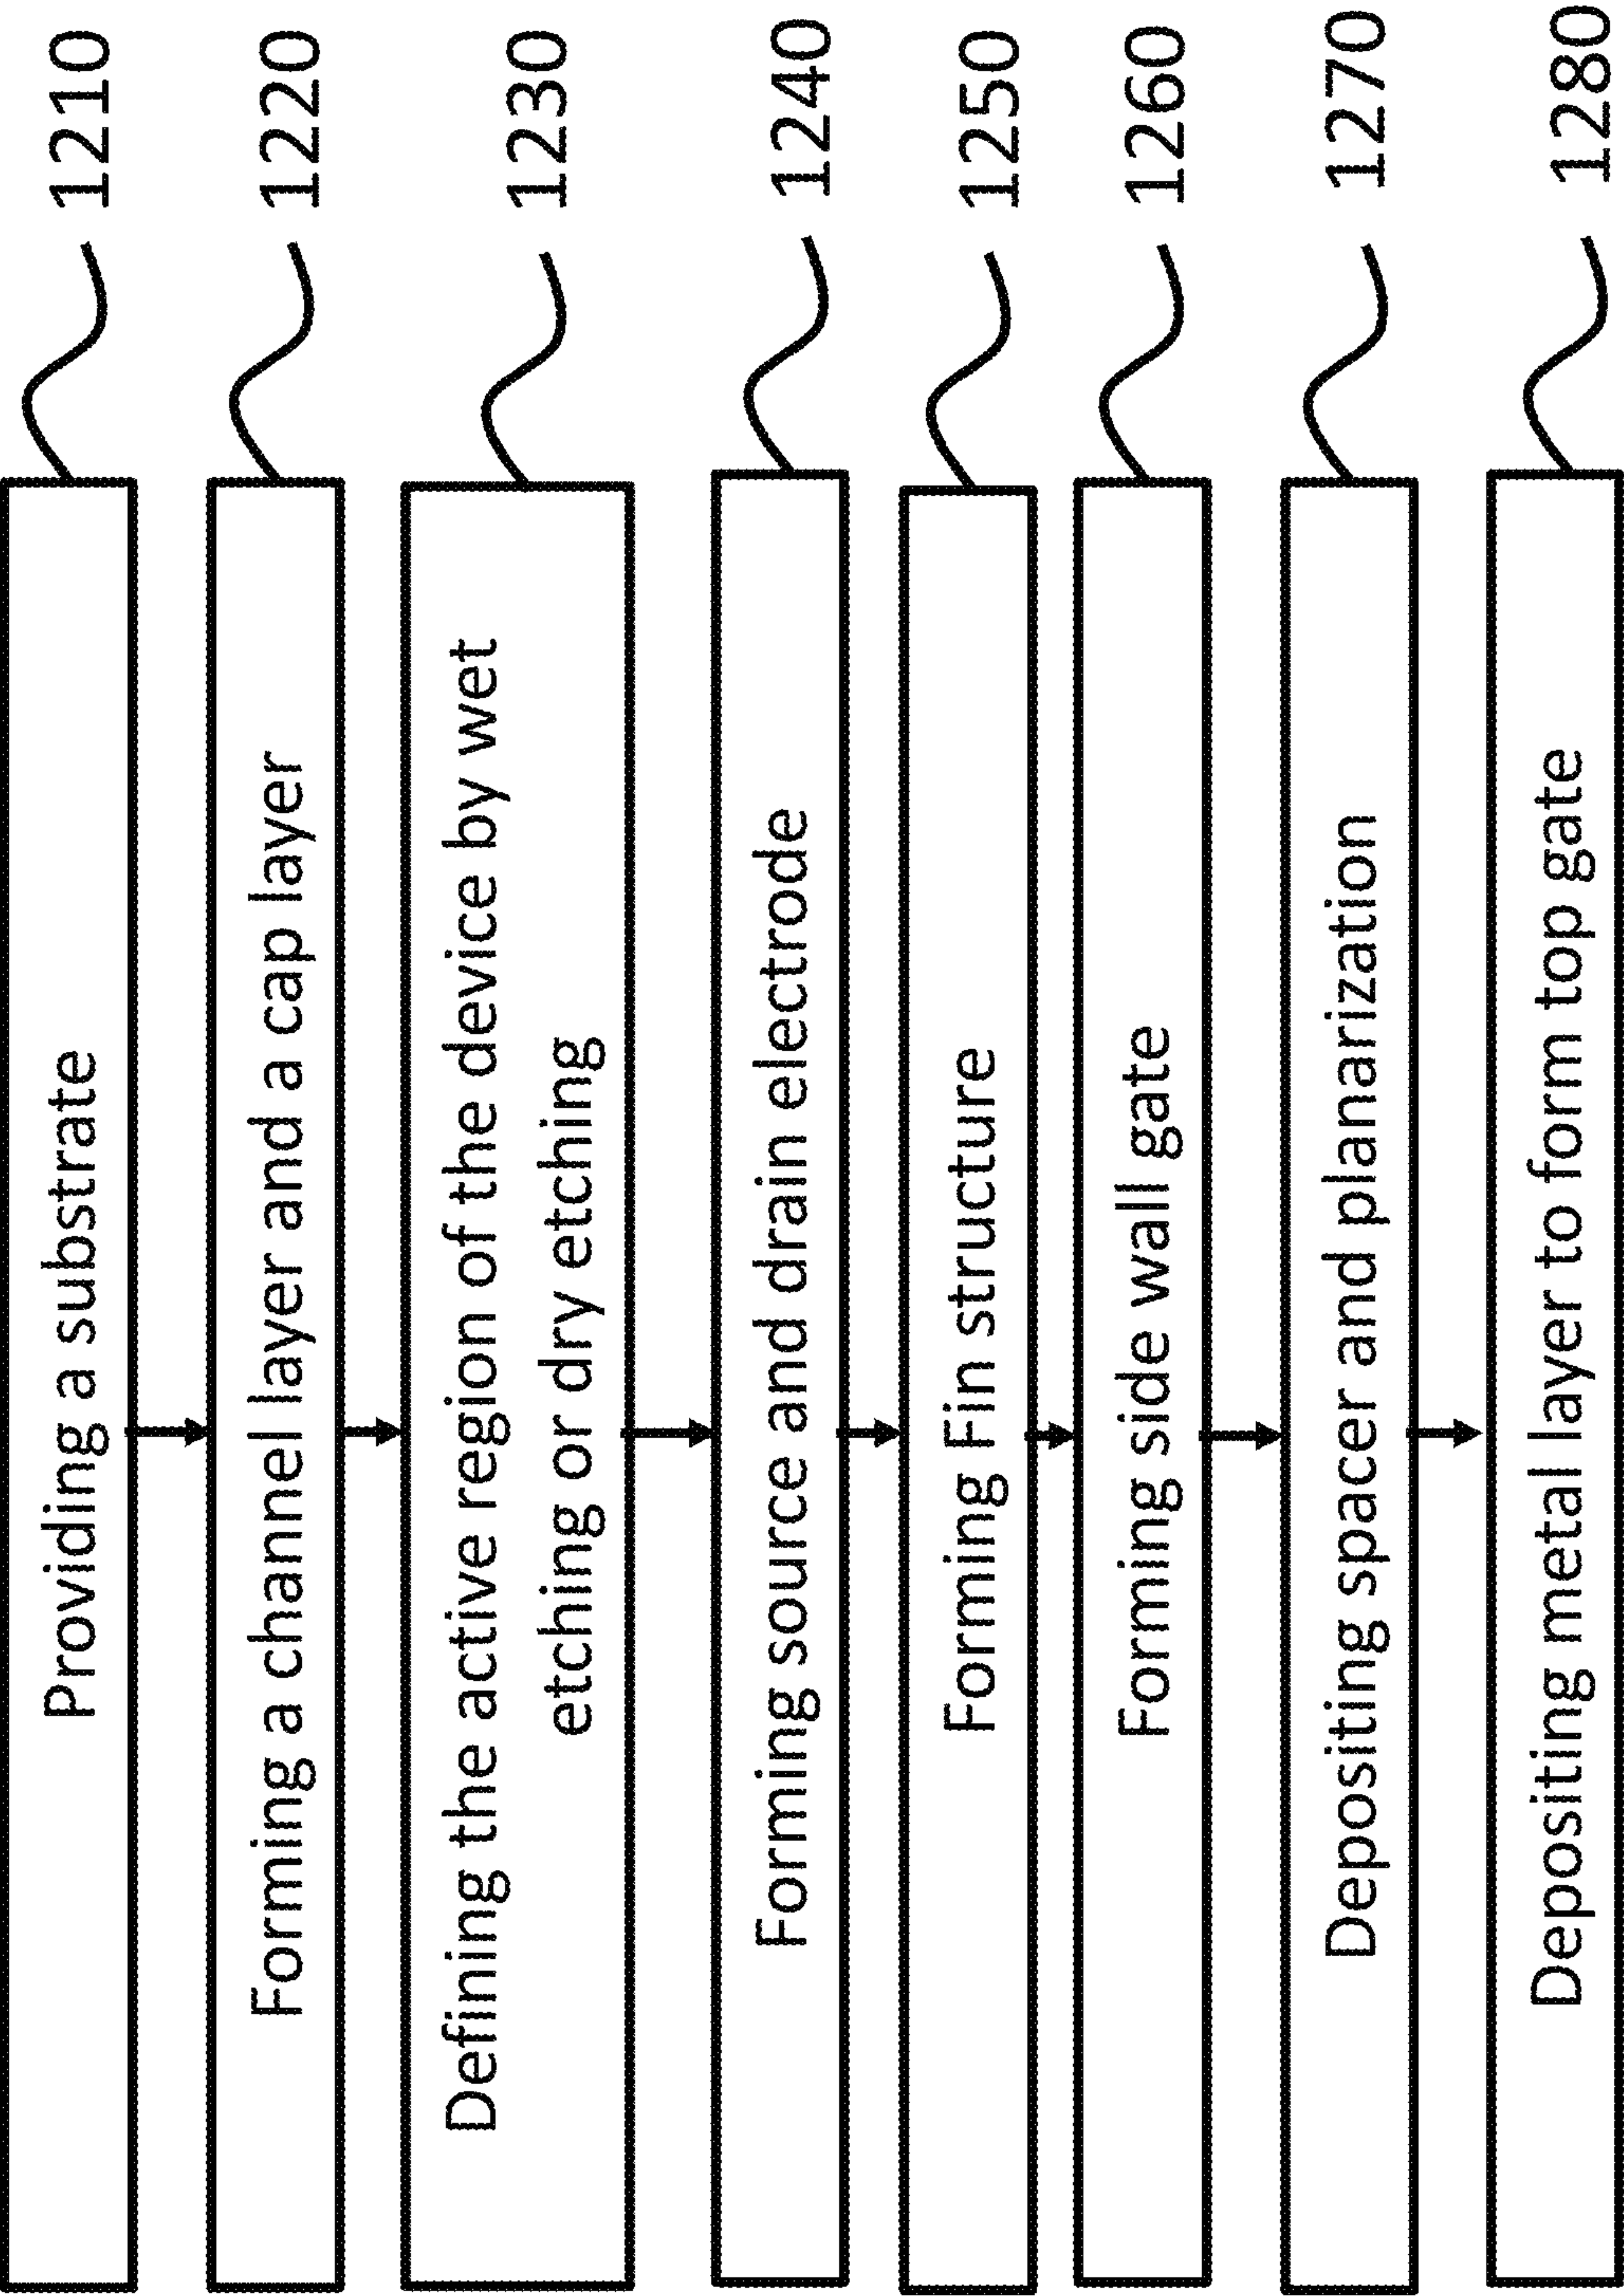 Providing a substrate
1210
Forming a channel layer and a cap layer
1220
Defining the active region of the device by wet
etching or dry etching
1230
Forming source and drain electrode
1240
Forming Fin structure
1250
Forming side wall gate
1260
Depositing spacer and planarization
1270
Depositing metal layer to form top gate
1280